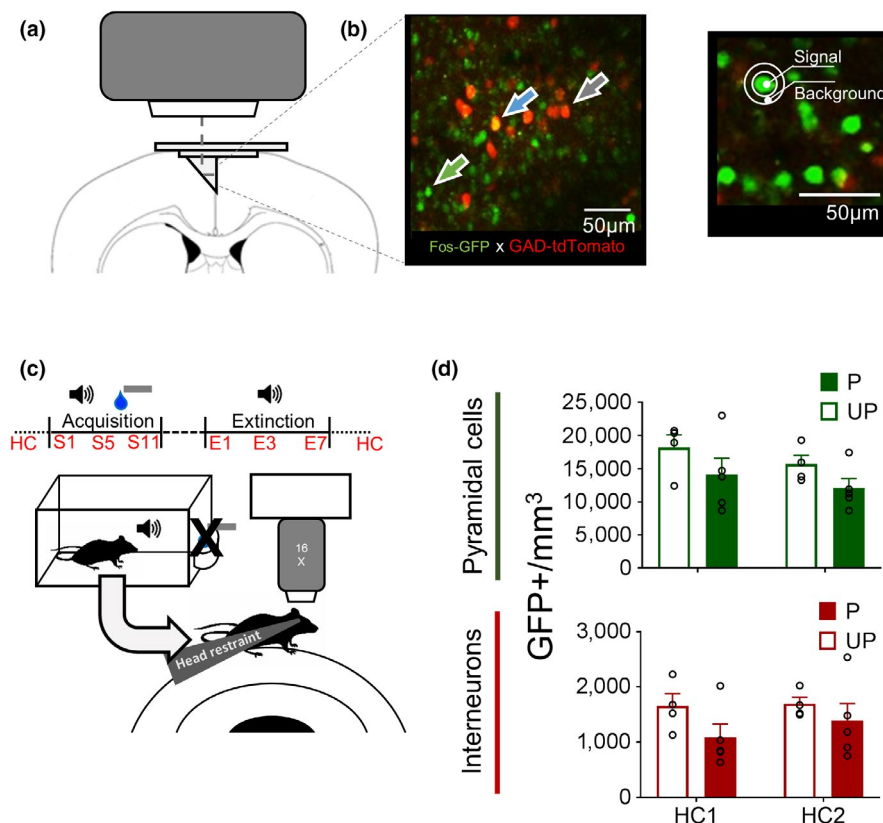 (a)
(b)
Signal
Background
50µm
50µm
Fos-GFP x GAD-tdTomato
(c)
Acquisition
Extinction
HC S1 S5 S11 E1 E3 E7 HC
16
X
Head restraint
(d)
P
UP
Pyramidal cells
GFP+/mm³
25,000
20,000
15,000
10,000
5,000
0
P
UP
Interneurons
3,000
2,000
1,000
0
HC1 HC2